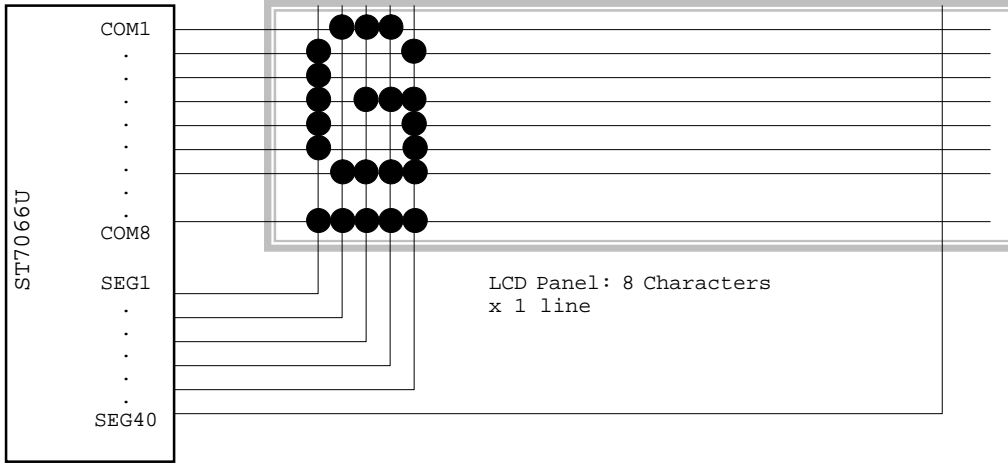 ST7066U
COM1
.
.
.
.
.
.
.
COM8
SEG1
.
.
.
.
.
SEG40
LCD Panel: 8 Characters
x 1 line